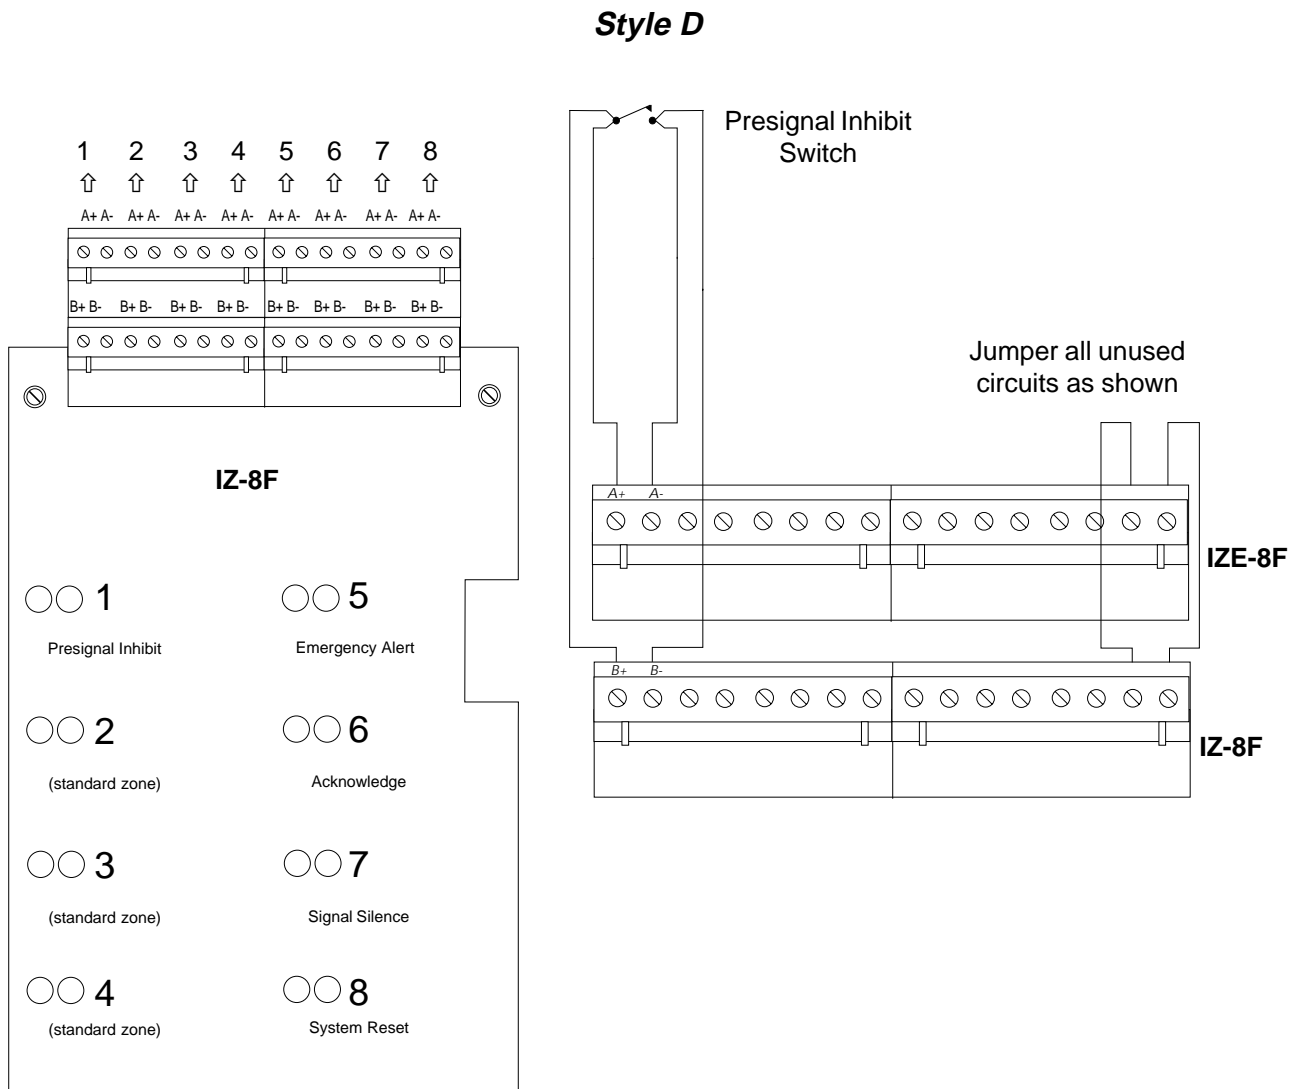 Style D
Presignal Inhibit
Switch
1 2 3 4 5 6 7 8
A+ A- A+ A- A+ A- A+ A- A+ A- A+ A- A+ A- A+ A-
B+ B- B+ B- B+ B- B+ B- B+ B- B+ B- B+ B- B+ B-
IZ-8F
1
Presignal Inhibit
5
Emergency Alert
2
(standard zone)
6
Acknowledge
3
(standard zone)
7
Signal Silence
4
(standard zone)
8
System Reset
Jumper all unused
circuits as shown
A+ A-
IZE-8F
B+ B-
IZ-8F